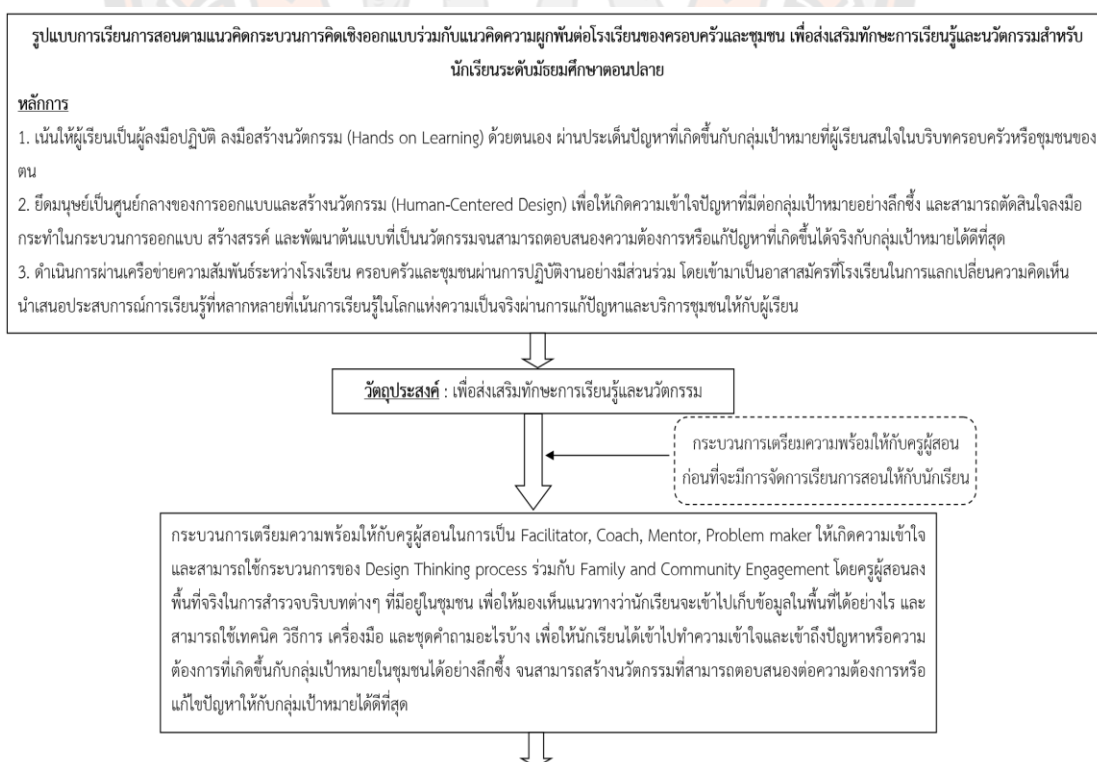 รูปแบบการเรียนการสอนตามแนวคิดกระบวนการคิดเชิงออกแบบร่วมกับแนวคิดความผูกพันต่อโรงเรียนของครอบครัวและชุมชน เพื่อส่งเสริมทักษะการเรียนรู้และนวัตกรรมสำหรับ
นักเรียนระดับมัธยมศึกษาตอนปลาย
หลักการ
1. เน้นให้ผู้เรียนเป็นผู้ลงมือปฏิบัติ ลงมือสร้างนวัตกรรม (Hands on Learning) ด้วยตนเอง ผ่านประเด็นปัญหาที่เกิดขึ้นกับกลุ่มเป้าหมายที่ผู้เรียนสนใจในบริบทครอบครัวหรือชุมชนของ
ตน
2. ยึดมนุษย์เป็นศูนย์กลางของการออกแบบและสร้างนวัตกรรม (Human-Centered Design) เพื่อให้เกิดความเข้าใจปัญหาที่มีต่อกลุ่มเป้าหมายอย่างลึกซึ้ง และสามารถตัดสินใจลงมือ
กระทำในกระบวนการออกแบบ สร้างสรรค์ และพัฒนาต้นแบบที่เป็นนวัตกรรมจนสามารถตอบสนองความต้องการหรือแก้ปัญหาที่เกิดขึ้นได้จริงกับกลุ่มเป้าหมายได้ดีที่สุด
3. ดำเนินการผ่านเครือข่ายความสัมพันธ์ระหว่างโรงเรียน ครอบครัวและชุมชนผ่านการปฏิบัติงานอย่างมีส่วนร่วม โดยเข้ามาเป็นอาสาสมัครที่โรงเรียนในการแลกเปลี่ยนความคิดเห็น
นำเสนอประสบการณ์การเรียนรู้ที่หลากหลายที่เน้นการเรียนรู้ในโลกแห่งความเป็นจริงผ่านการแก้ปัญหาและบริการชุมชนให้กับผู้เรียน
วัตถุประสงค์ : เพื่อส่งเสริมทักษะการเรียนรู้และนวัตกรรม
กระบวนการเตรียมความพร้อมให้กับครูผู้สอน
ก่อนที่จะมีการจัดการเรียนการสอนให้กับนักเรียน
กระบวนการเตรียมความพร้อมให้กับครูผู้สอนในการเป็น Facilitator, Coach, Mentor, Problem maker ให้เกิดความเข้าใจ
และสามารถใช้กระบวนการของ Design Thinking process ร่วมกับ Family and Community Engagement โดยครูผู้สอนลง
พื้นที่จริงในการสำรวจบริบทต่างๆ ที่มีอยู่ในชุมชน เพื่อให้มองเห็นแนวทางว่านักเรียนจะเข้าไปเก็บข้อมูลในพื้นที่ได้อย่างไร และ
สามารถใช้เทคนิค วิธีการ เครื่องมือ และชุดคำถามอะไรบ้าง เพื่อให้นักเรียนได้เข้าไปทำความเข้าใจและเข้าถึงปัญหาหรือความ
ต้องการที่เกิดขึ้นกับกลุ่มเป้าหมายในชุมชนได้อย่างลึกซึ้ง จนสามารถสร้างนวัตกรรมที่สามารถตอบสนองต่อความต้องการหรือ
แก้ไขปัญหาให้กับกลุ่มเป้าหมายได้ดีที่สุด